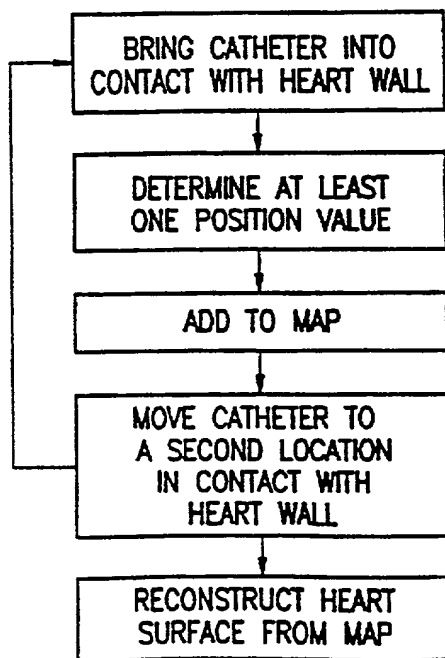 BRING CATHETER INTO
CONTACT WITH HEART WALL
DETERMINE AT LEAST
ONE POSITION VALUE
ADD TO MAP
MOVE CATHETER TO
A SECOND LOCATION
IN CONTACT WITH
HEART WALL
RECONSTRUCT HEART
SURFACE FROM MAP